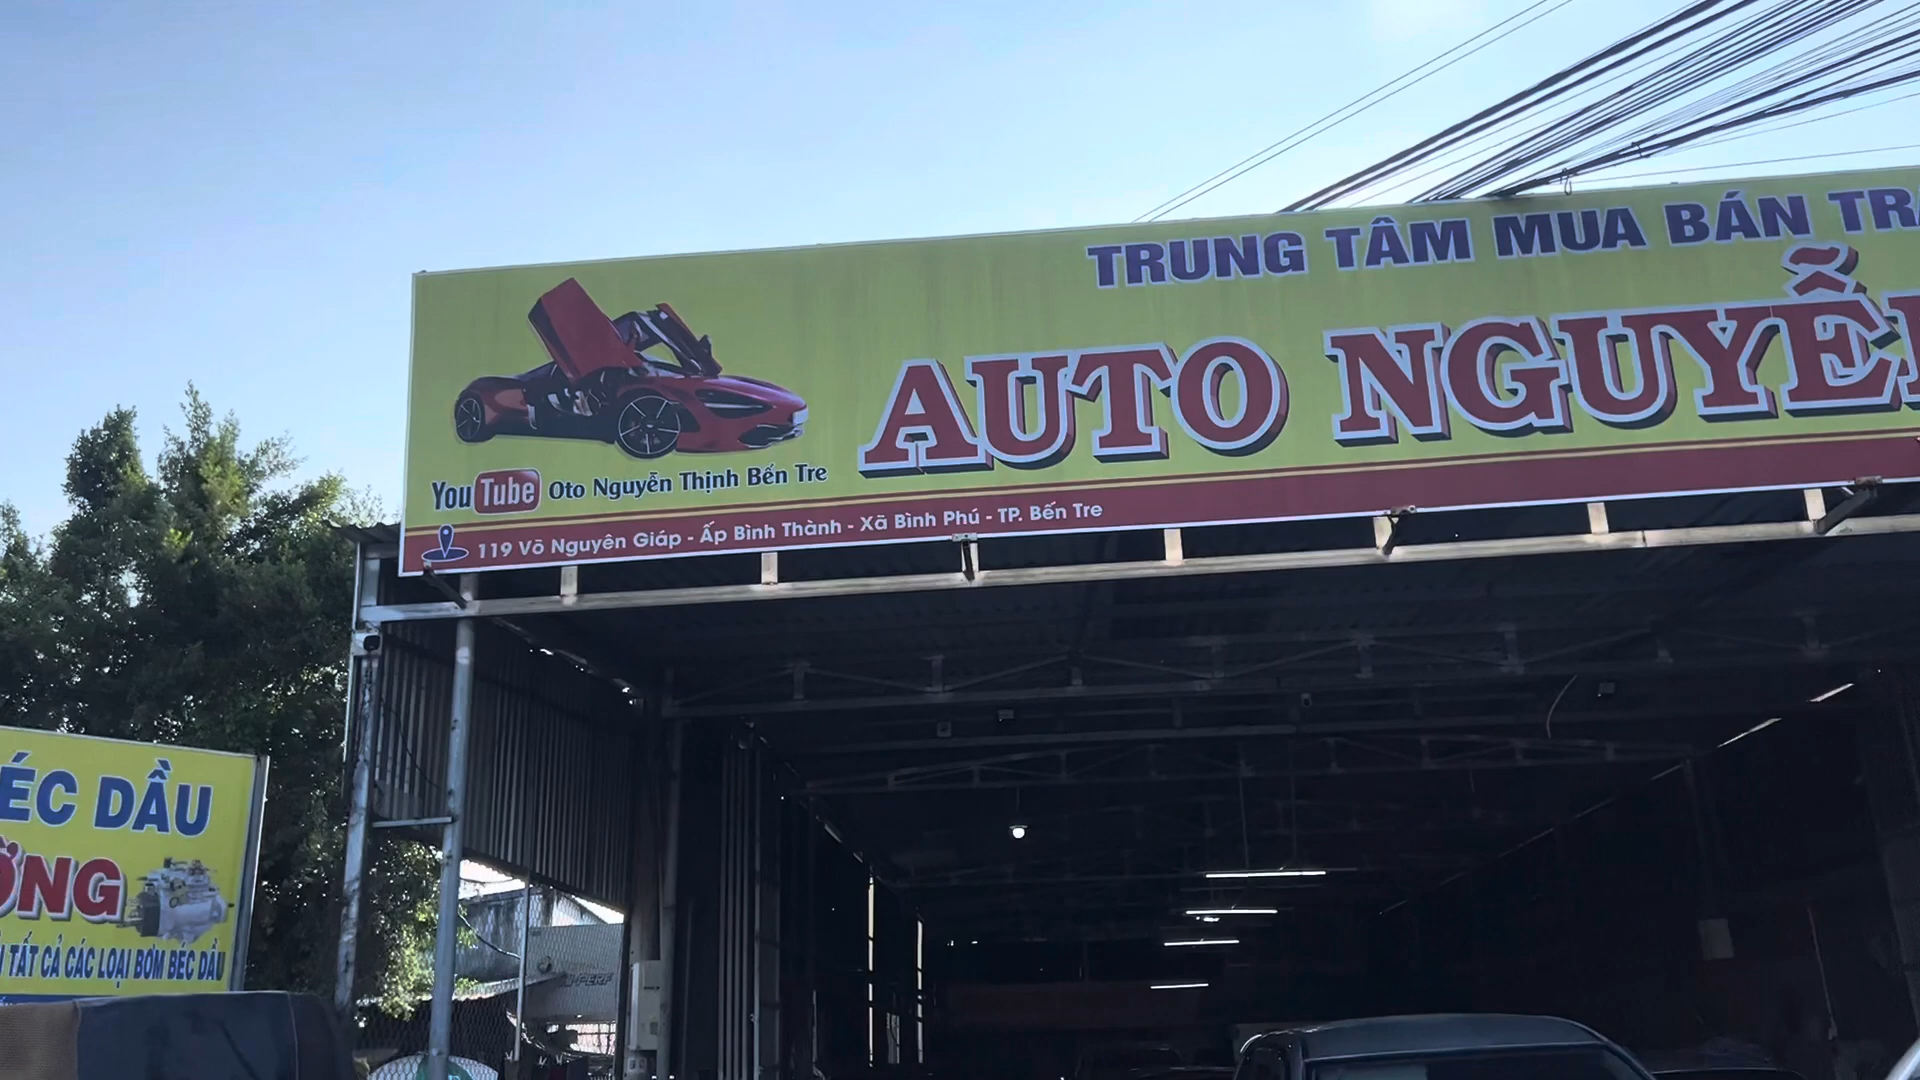 TRUNG TÂM MUA BÁN TRA
AUTO NGUYỄ
YouTube Oto Nguyễn Thịnh Bến Tre
119 Võ Nguyên Giáp - Ấp Bình Thành - Xã Bình Phú - TP. Bến Tre
ÉC DẦU
ỜNG
TẤT CẢ CÁC LOẠI BƠM BÉC DẦU